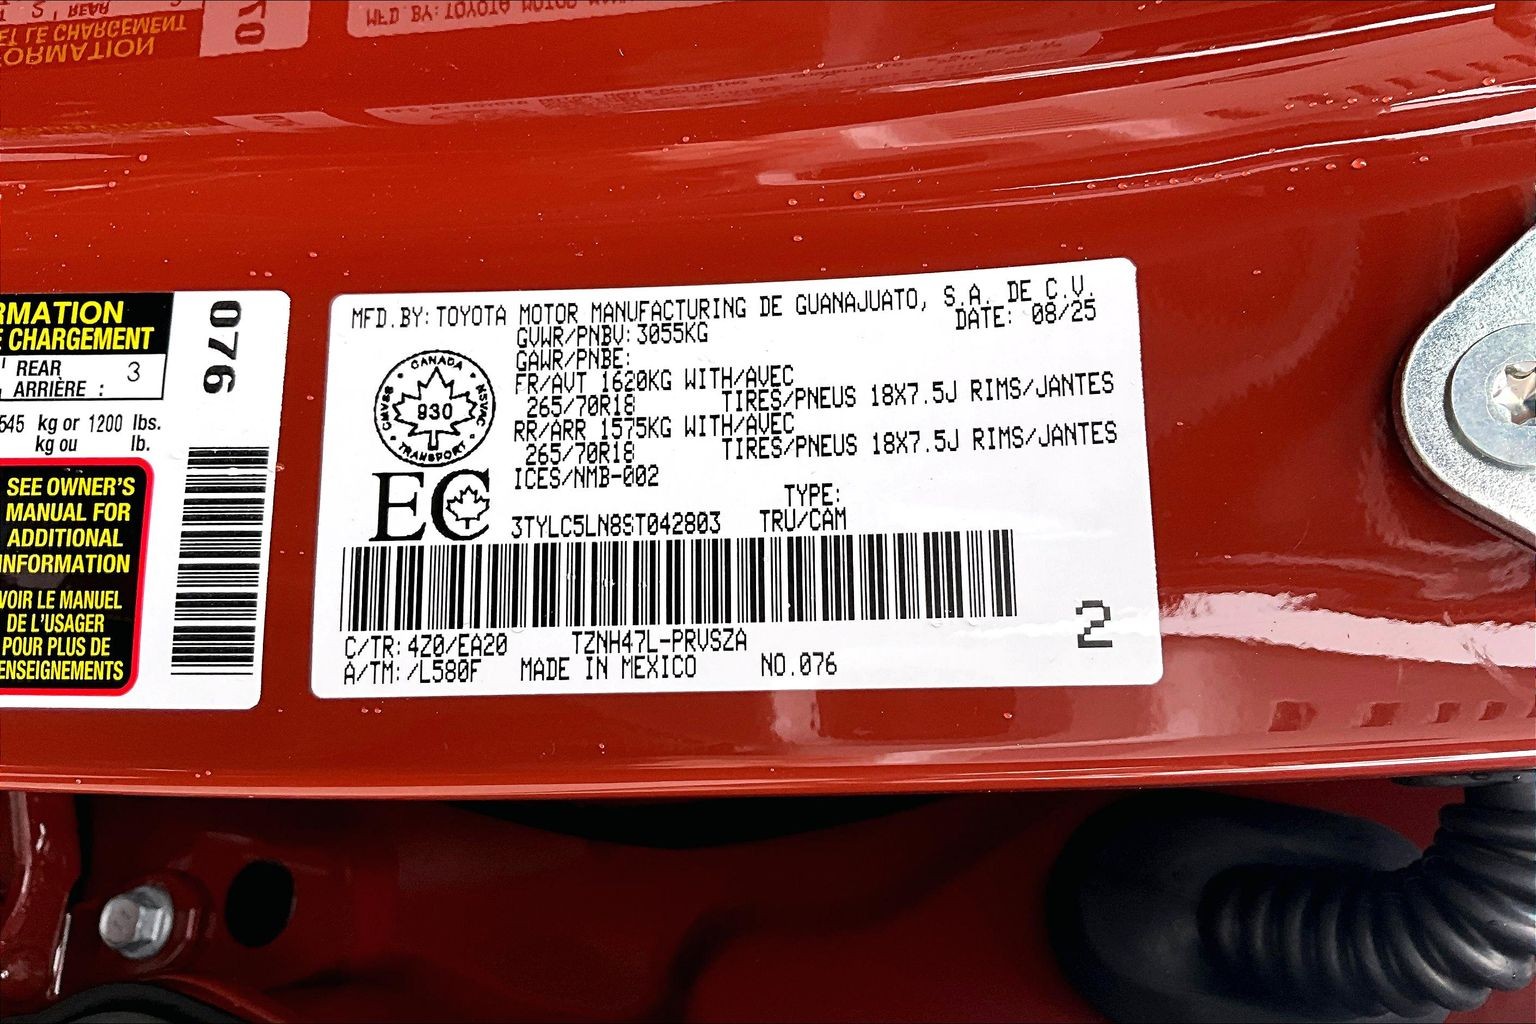 RMATION
E CHARGEMENT
REAR 3
ARRIÈRE :
545 kg or 1200 lbs.
kg ou lb.
SEE OWNER'S
MANUAL FOR
ADDITIONAL
INFORMATION
VOIR LE MANUEL
DE L'USAGER
POUR PLUS DE
ENSEIGNEMENTS
076
MFD.BY:TOYOTA MOTOR MANUFACTURING DE GUANAJUATO, S.A. DE C.V.
GVWR/PNBV:3055KG DATE: 08/25
GAWR/PNBE:
FR/AVT 1620KG WITH/AVEC
265/70R18 TIRES/PNEUS 18X7.5J RIMS/JANTES
RR/ARR 1575KG WITH/AVEC
265/70R18 TIRES/PNEUS 18X7.5J RIMS/JANTES
ICES/NMB-002
CANADA
CMVSS NSVAC
930
TRANSPORT
EC
TYPE:
3TYLC5LN8ST042803 TRU/CAM
C/TR:4Z0/EA20 TZNH47L-PRVSZA
A/TM:/L580F MADE IN MEXICO NO.076
2